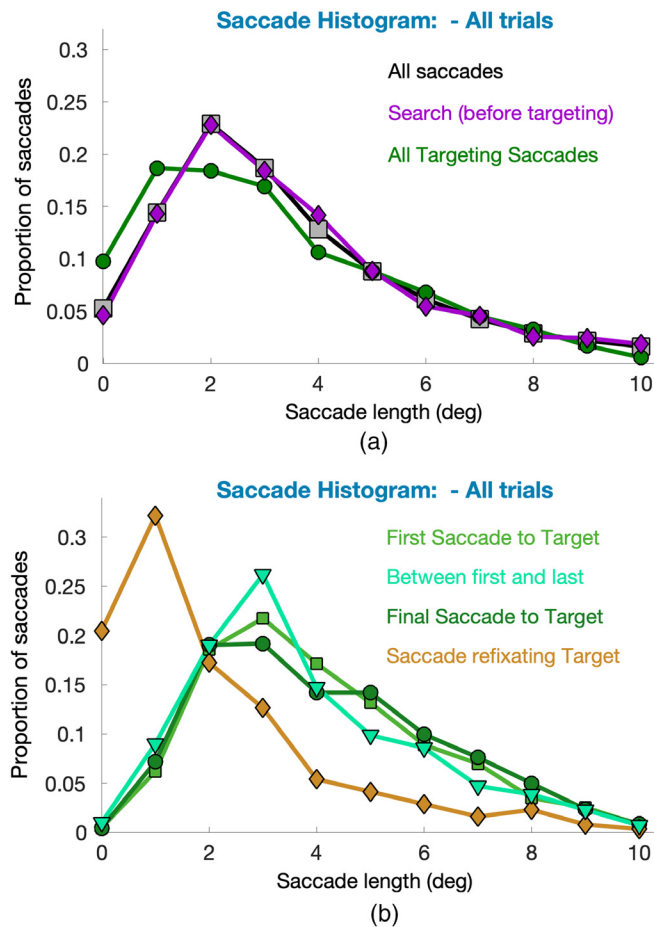 Saccade Histogram:  - All trials
0.3
0.25
0.2
0.15
0.1
0.05
0
Proportion of saccades
All saccades
Search (before targeting)
All Targeting Saccades
0 2 4 6 8 10
Saccade length (deg)
(a)
Saccade Histogram:  - All trials
0.3
0.25
0.2
0.15
0.1
0.05
0
Proportion of saccades
First Saccade to Target
Between first and last
Final Saccade to Target
Saccade refixating Target
0 2 4 6 8 10
Saccade length (deg)
(b)